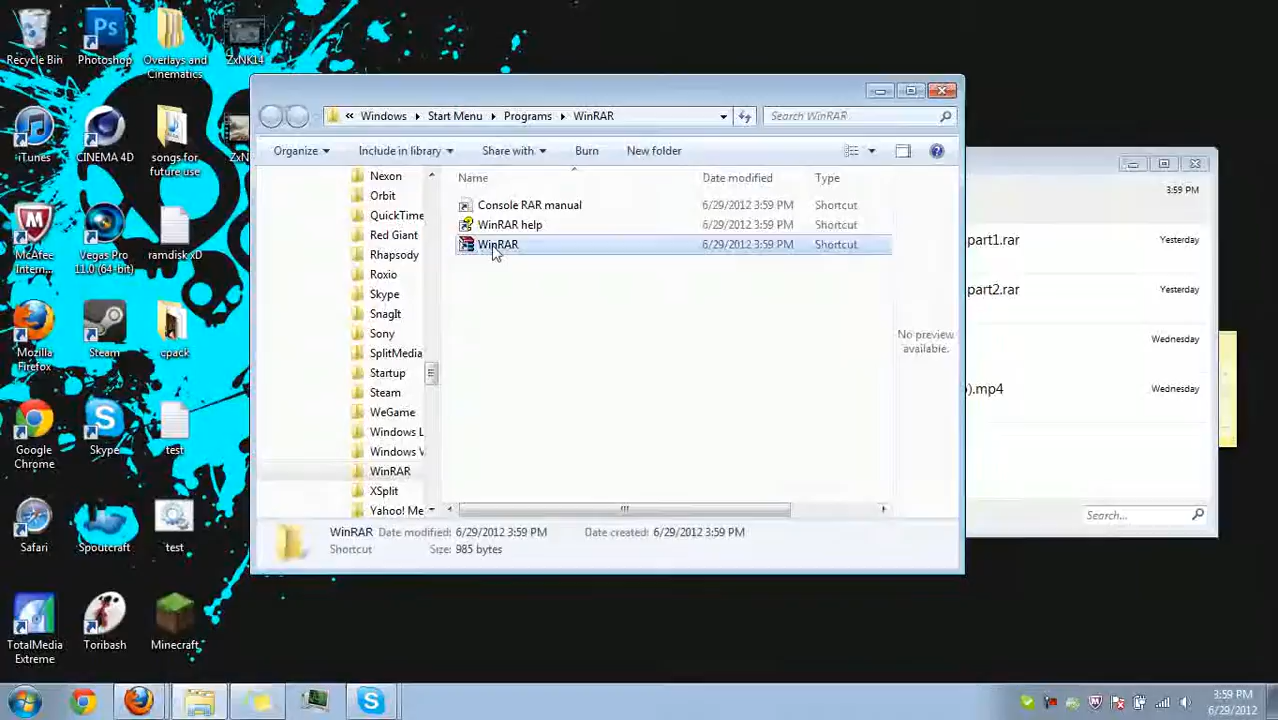 Recycle Bin
Photoshop
Overlays and
Cinematics
ZxNK14
iTunes
CINEMA 4D
songs for
future use
McAfee
Intern...
Vegas Pro
11.0 (64-bit)
ramdisk xD
Mozilla
Firefox
Steam
cpack
Google
Chrome
Skype
test
Safari
Spoutcraft
test
TotalMedia
Extreme
Toribash
Minecraft
Windows
Start Menu
Programs
WinRAR
Search WinRAR
Organize
Include in library
Share with
Burn
New folder
Nexon
Orbit
QuickTime
Red Giant
Rhapsody
Roxio
Skype
SnagIt
Sony
SplitMedia
Startup
Steam
WeGame
Windows L
Windows V
WinRAR
XSplit
Yahoo! Me
Name
Date modified
Type
Console RAR manual
6/29/2012 3:59 PM
Shortcut
WinRAR help
6/29/2012 3:59 PM
Shortcut
WinRAR
6/29/2012 3:59 PM
Shortcut
No preview
available.
WinRAR Date modified: 6/29/2012 3:59 PM Date created: 6/29/2012 3:59 PM
Shortcut Size: 985 bytes
3:59 PM
part1.rar
Yesterday
part2.rar
Yesterday
Wednesday
).mp4
Wednesday
Search...
3:59 PM
6/29/2012